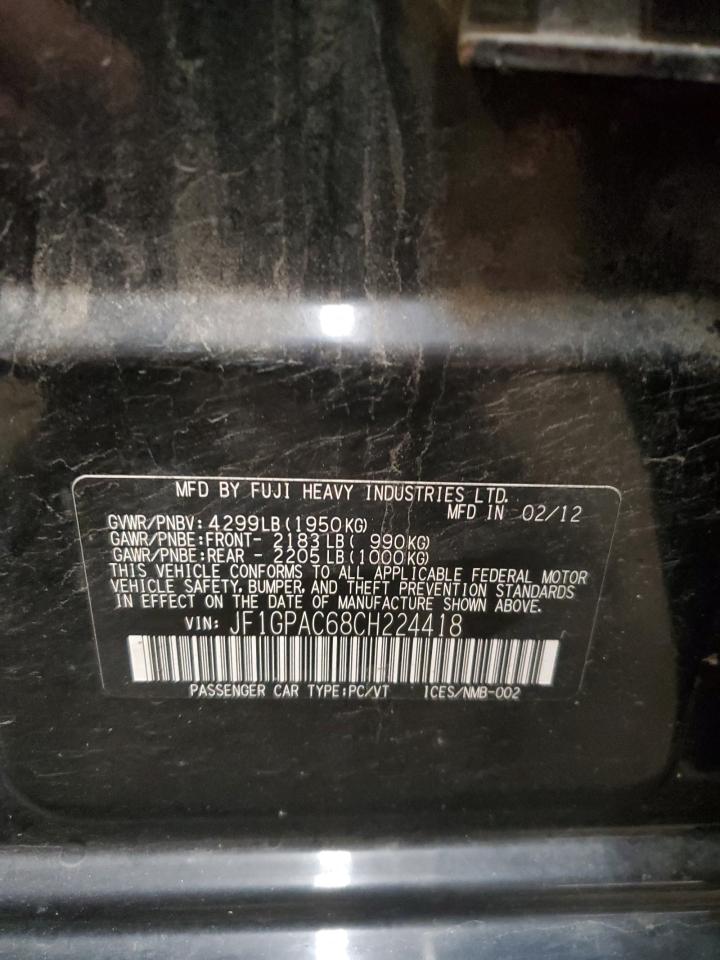 MFD BY FUJI HEAVY INDUSTRIES LTD.
MFD IN 02/12
GVWR/PNBV: 4299LB(1950KG)
GAWR/PNBE:FRONT- 2183LB( 990KG)
GAWR/PNBE:REAR - 2205LB(1000KG)
THIS VEHICLE CONFORMS TO ALL APPLICABLE FEDERAL MOTOR
VEHICLE SAFETY, BUMPER, AND THEFT PREVENTION STANDARDS
IN EFFECT ON THE DATE OF MANUFACTURE SHOWN ABOVE.
VIN: JF1GPAC68CH224418
PASSENGER CAR TYPE:PC/VT ICES/NMB-002